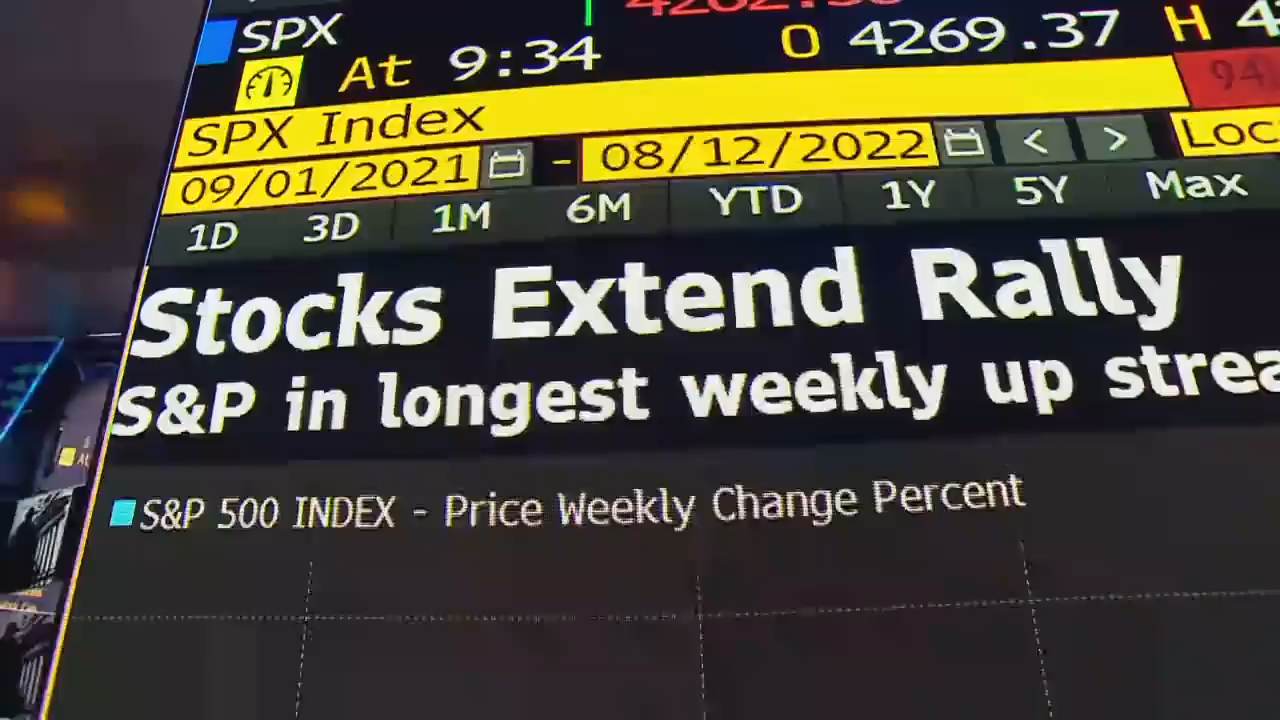 SPX
At 9:34 O 4269.37 H
SPX Index
09/01/2021 - 08/12/2022 < >
1D 3D 1M 6M YTD 1Y 5Y Max
Stocks Extend Rally
S&P in longest weekly up
S&P 500 INDEX - Price Weekly Change Percent